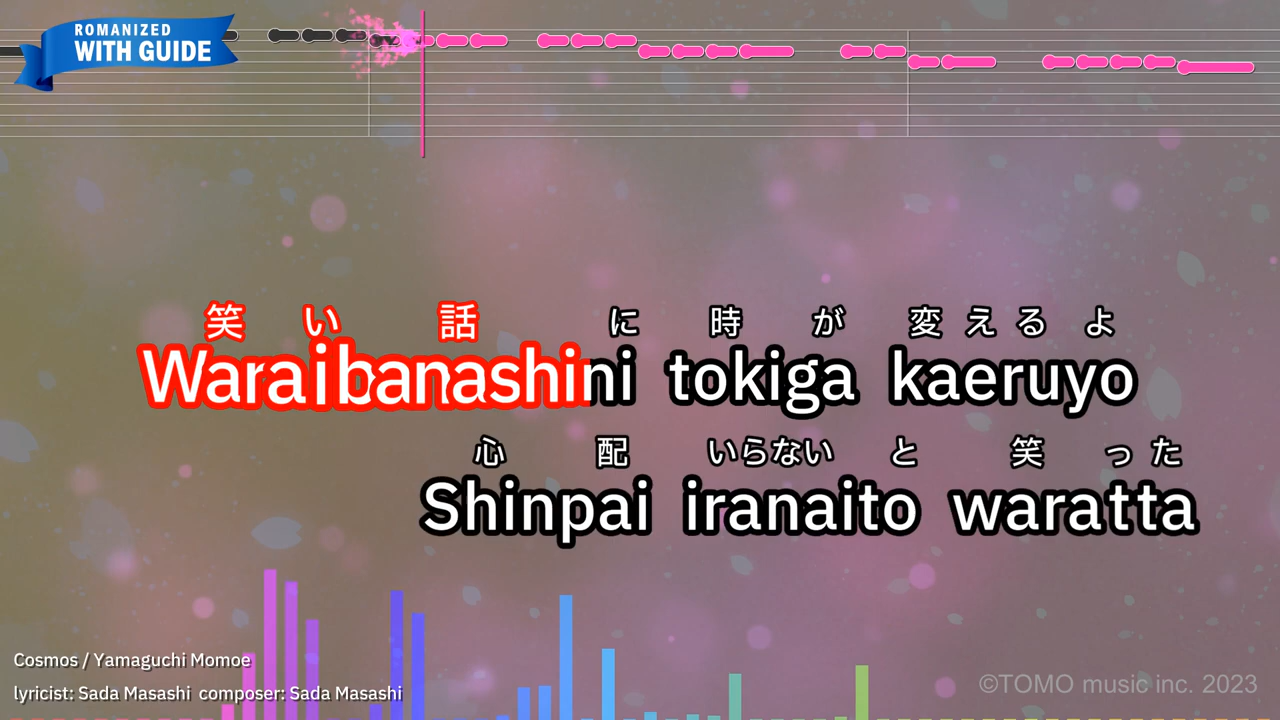 ROMANIZED
WITH GUIDE
笑い話に時が変えるよ
Waraibanashini tokiga kaeruyo
心配いらないと笑った
Shinpai iranaito waratta
Cosmos / Yamaguchi Momoe
lyricist: Sada Masashi composer: Sada Masashi
©TOMO music inc. 2023